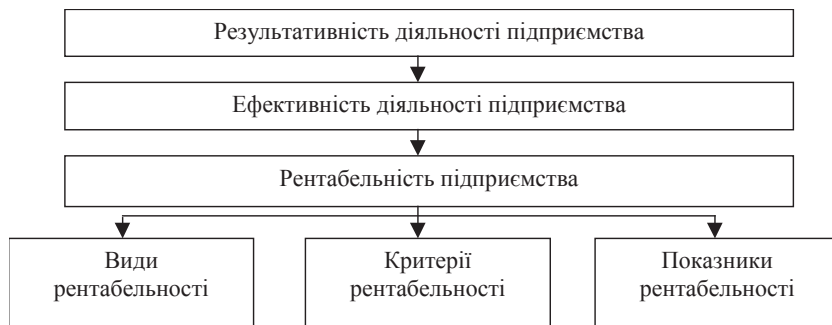 Результативність діяльності підприємства
Ефективність діяльності підприємства
Рентабельність підприємства
Види
рентабельності
Критерії
рентабельності
Показники
рентабельності